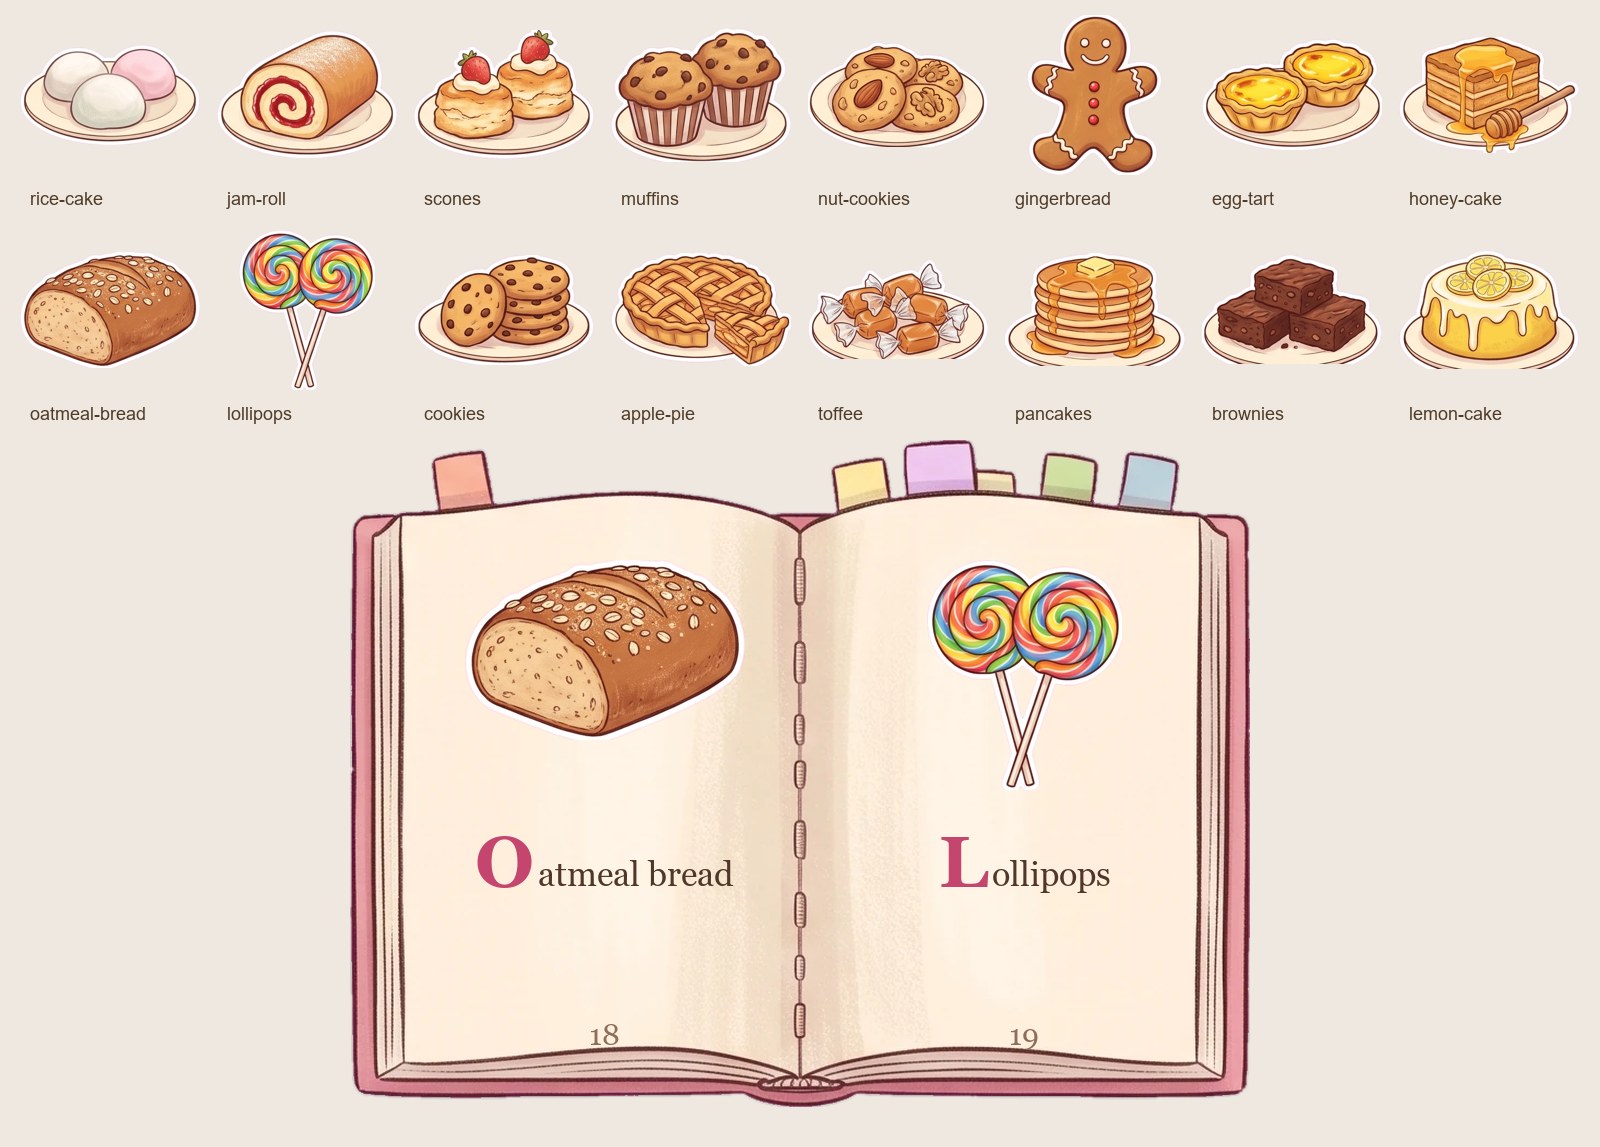 rice-cake
jam-roll
scones
muffins
nut-cookies
gingerbread
egg-tart
honey-cake
oatmeal-bread
lollipops
cookies
apple-pie
toffee
pancakes
brownies
lemon-cake
Oatmeal bread
18
Lollipops
19